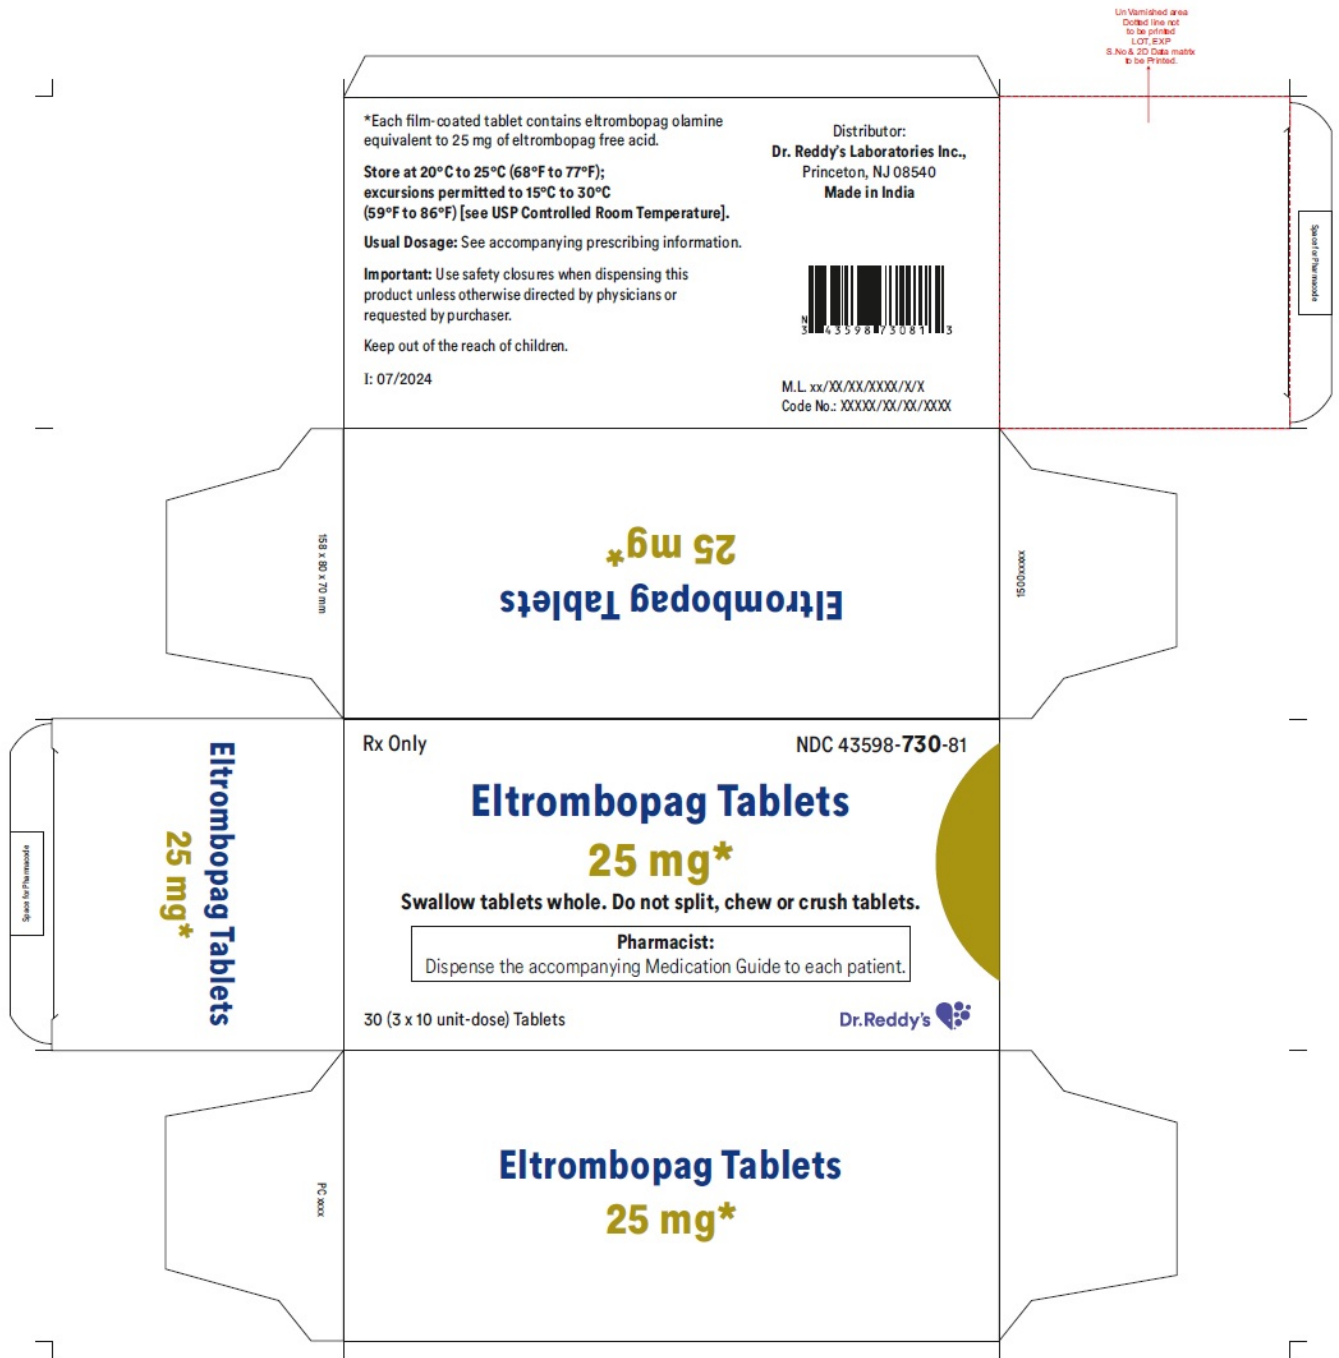 Un Varnished area
Dotted line not
to be printed
LOT, EXP
S.No & 2D Data matrix
to be Printed.
*Each film-coated tablet contains eltrombopag olamine
equivalent to 25 mg of eltrombopag free acid.
Store at 20°C to 25°C (68°F to 77°F);
excursions permitted to 15°C to 30°C
(59°F to 86°F) [see USP Controlled Room Temperature].
Usual Dosage: See accompanying prescribing information.
Important: Use safety closures when dispensing this
product unless otherwise directed by physicians or
requested by purchaser.
Keep out of the reach of children.
I: 07/2024
Distributor:
Dr. Reddy's Laboratories Inc.,
Princeton, NJ 08540
Made in India
N
3 43598 73081 3
M.L. xx/XX/XX/XXXX/X/X
Code No.: XXXXX/XX/XX/XXXX
Space for Pharmacode
158 x 80 x 70 mm
Eltrombopag Tablets
25 mg*
1500xxxxxx
Space for Pharmacode
Eltrombopag Tablets
25 mg*
Rx Only
NDC 43598-730-81
Eltrombopag Tablets
25 mg*
Swallow tablets whole. Do not split, chew or crush tablets.
Pharmacist:
Dispense the accompanying Medication Guide to each patient.
30 (3 x 10 unit-dose) Tablets
Dr.Reddy's
PC xxxx
Eltrombopag Tablets
25 mg*